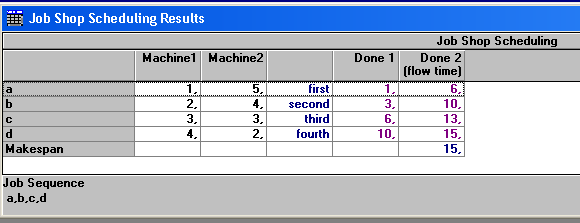 Job Shop Scheduling Results
Job Shop Scheduling
Machine1 Machine2 Done 1 Done 2
(flow time)
a 1, 5, first 1, 6,
b 2, 4, second 3, 10,
c 3, 3, third 6, 13,
d 4, 2, fourth 10, 15,
Makespan 15,
Job Sequence
a,b,c,d